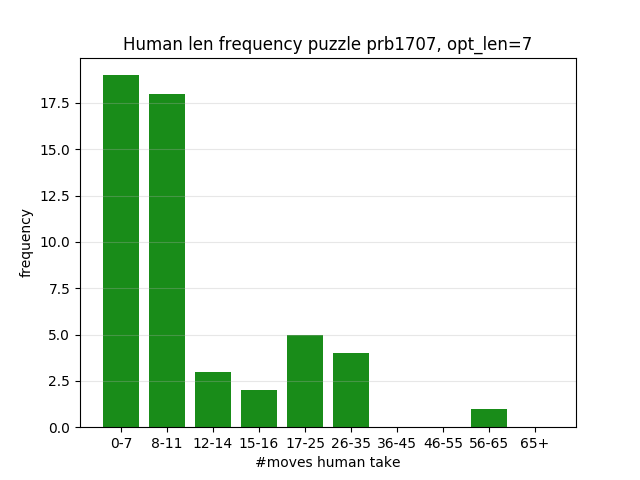 Human len frequency puzzle prb1707, opt_len=7
frequency
17.5
15.0
12.5
10.0
7.5
5.0
2.5
0.0
0-7 8-11 12-14 15-16 17-25 26-35 36-45 46-55 56-65 65+
#moves human take